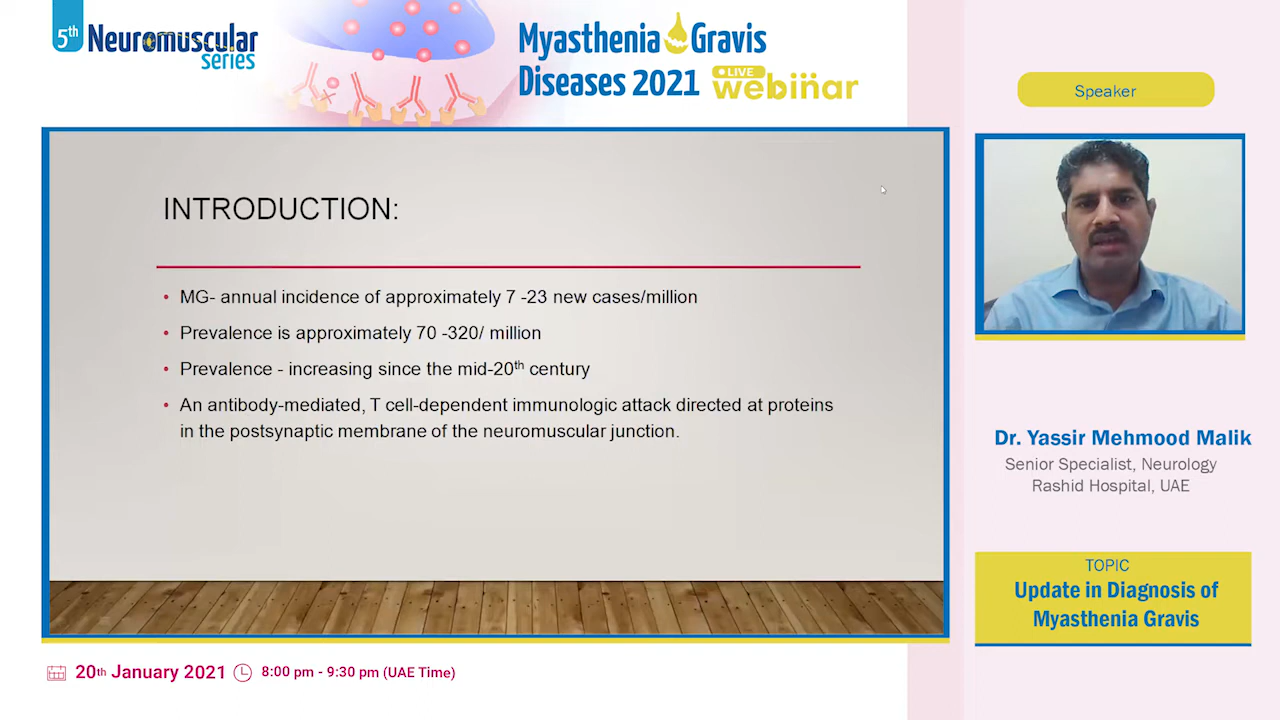 5th Neuromuscular
series
Myasthenia Gravis
Diseases 2021 LIVE webinar
Speaker
INTRODUCTION:
• MG- annual incidence of approximately 7 -23 new cases/million
• Prevalence is approximately 70 -320/ million
• Prevalence - increasing since the mid-20th century
• An antibody-mediated, T cell-dependent immunologic attack directed at proteins
in the postsynaptic membrane of the neuromuscular junction.
Dr. Yassir Mehmood Malik
Senior Specialist, Neurology
Rashid Hospital, UAE
TOPIC
Update in Diagnosis of
Myasthenia Gravis
20th January 2021 8:00 pm - 9:30 pm (UAE Time)